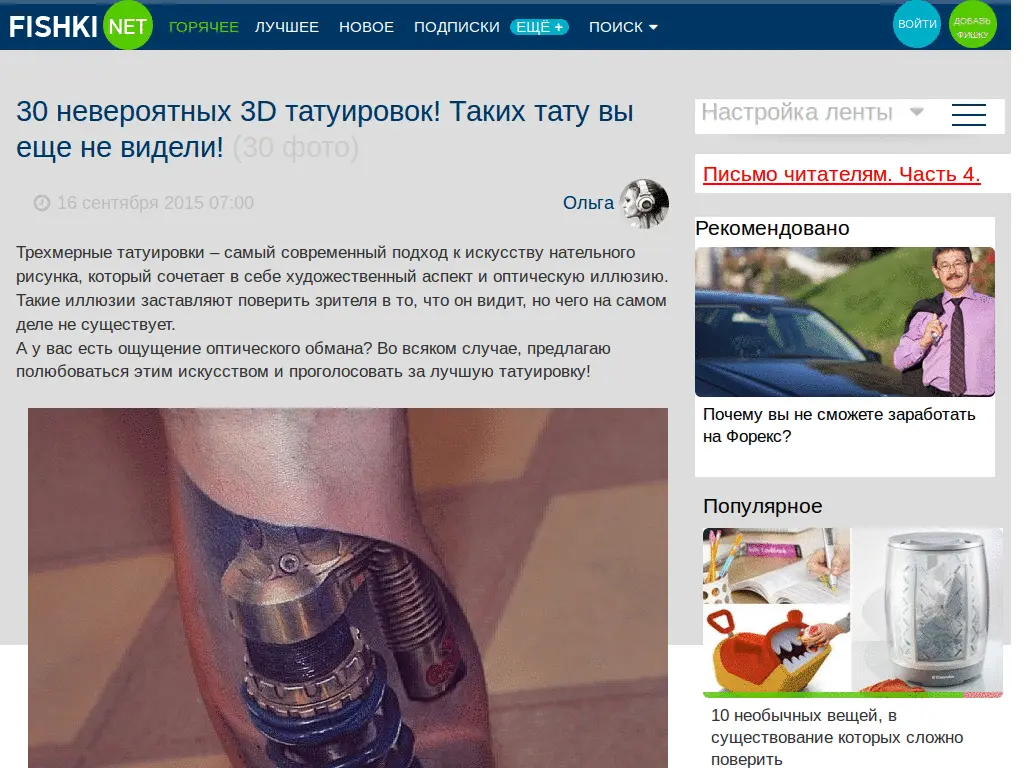 FISHKI NET ГОРЯЧЕЕ ЛУЧШЕЕ НОВОЕ ПОДПИСКИ ЕЩЁ + ПОИСК ВОЙТИ ДОБАВЬ
ФИШКУ
30 невероятных 3D татуировок! Таких тату вы
еще не видели! (30 фото)
16 сентября 2015 07:00
Ольга
Трехмерные татуировки – самый современный подход к искусству нательного
рисунка, который сочетает в себе художественный аспект и оптическую иллюзию.
Такие иллюзии заставляют поверить зрителя в то, что он видит, но чего на самом
деле не существует.
А у вас есть ощущение оптического обмана? Во всяком случае, предлагаю
полюбоваться этим искусством и проголосовать за лучшую татуировку!
Настройка ленты
Письмо читателям. Часть 4.
Рекомендовано
Почему вы не сможете заработать
на Форекс?
Популярное
10 необычных вещей, в
существование которых сложно
поверить